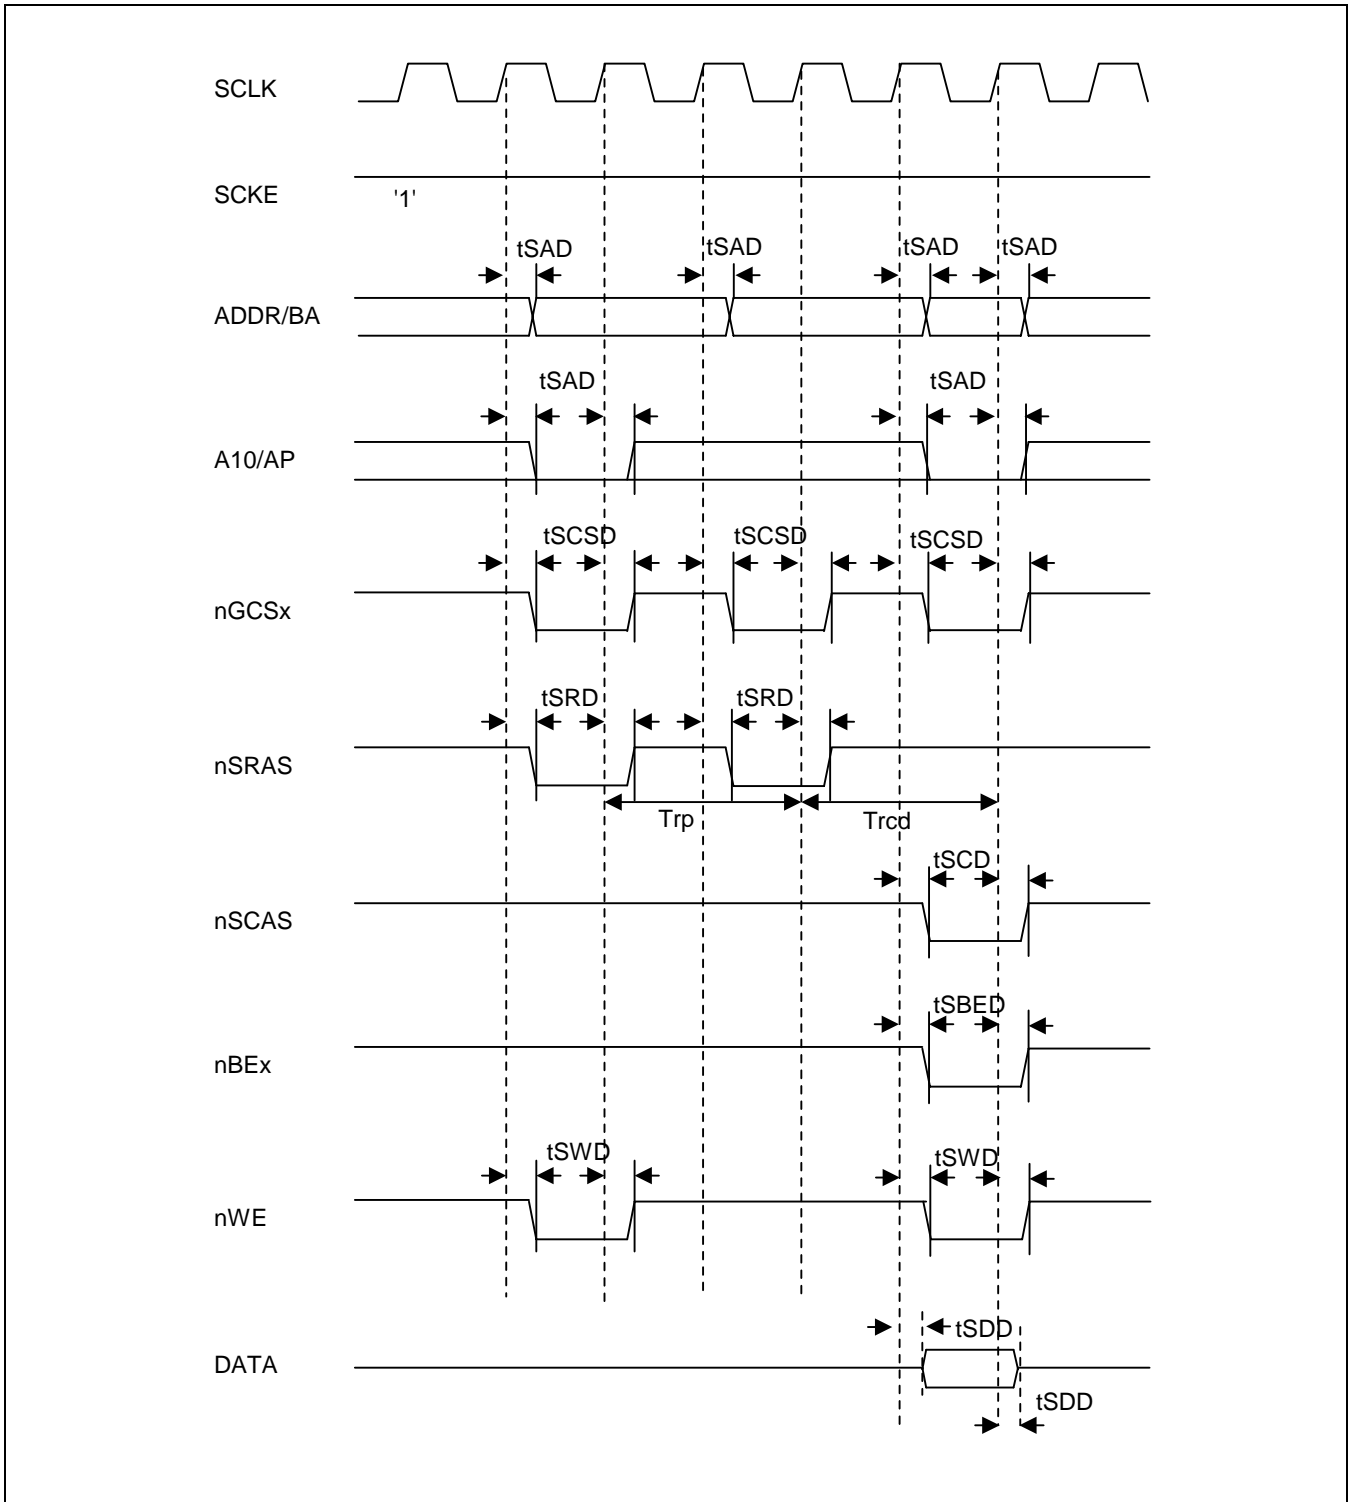 SCLK
SCKE '1'
tSAD tSAD tSAD tSAD
ADDR/BA
tSAD tSAD
A10/AP
tSCSD tSCSD tSCSD
nGCSx
tSRD tSRD
nSRAS
Trp Trcd
tSCD
nSCAS
tSBED
nBEx
tSWD tSWD
nWE
tSDD
DATA
tSDD